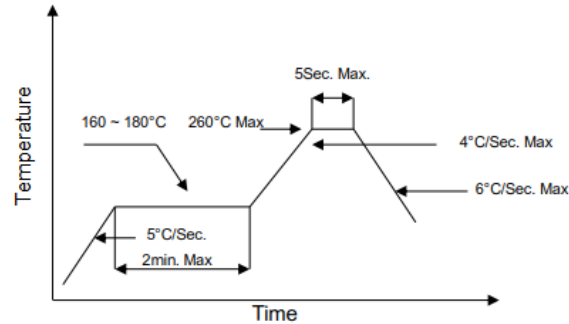 5Sec. Max.
160 ~ 180°C
260°C Max
4°C/Sec. Max
6°C/Sec. Max
5°C/Sec.
2min. Max
Temperature
Time